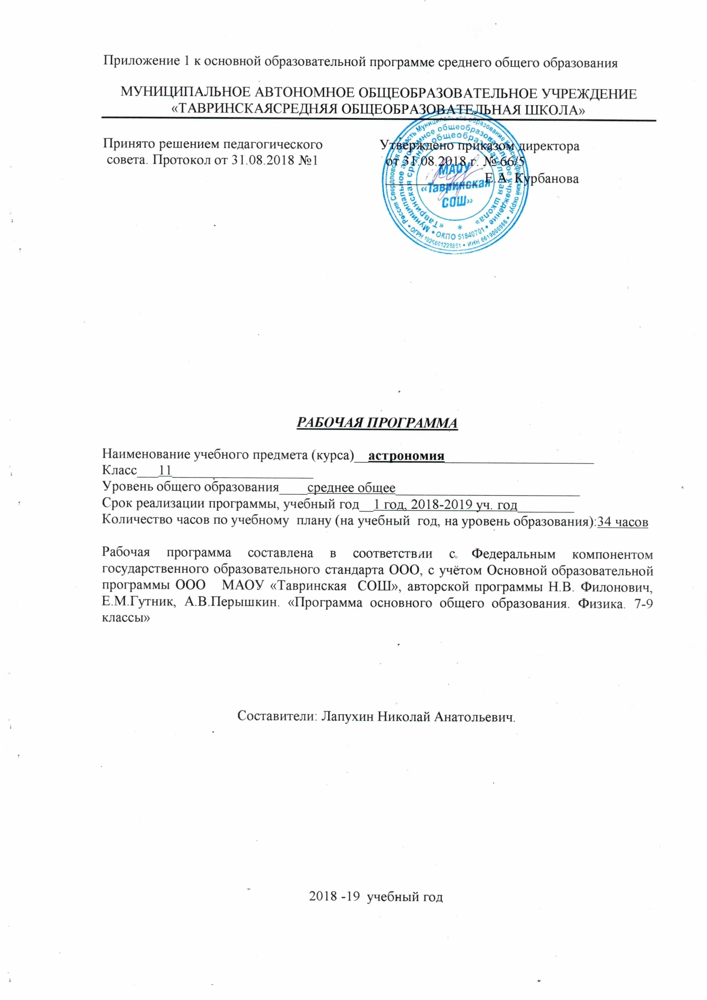 Приложение 1 к основной образовательной программе среднего общего образования
МУНИЦИПАЛЬНОЕ АВТОНОМНОЕ ОБЩЕОБРАЗОВАТЕЛЬНОЕ УЧРЕЖДЕНИЕ
«ТАВРИНСКАЯСРЕДНЯЯ ОБЩЕОБРАЗОВАТЕЛЬНАЯ ШКОЛА»
Принято решением педагогического
совета. Протокол от 31.08.2018 №1
Утверждено приказом директора
от 31.08.2018 г. № 66/5
Е.А. Курбанова
Россия Свердловская область Муниципальное образование Красноуфимский округ
• ОГРН 1026601228851 • ИНН 6619006986 •
Муниципальное автономное общеобразовательное учреждение
• ОКПО 51840701 •
«Тавринская средняя общеобразовательная школа»
*
МАОУ
«Тавринская
СОШ»
РАБОЧАЯ ПРОГРАММА
Наименование учебного предмета (курса)__астрономия_____________________
Класс___11____________________
Уровень общего образования____среднее общее__________________________
Срок реализации программы, учебный год__1 год, 2018-2019 уч. год________
Количество часов по учебному плану (на учебный год, на уровень образования):34 часов
Рабочая программа составлена в соответствии с Федеральным компонентом
государственного образовательного стандарта ООО, с учётом Основной образовательной
программы ООО МАОУ «Тавринская СОШ», авторской программы Н.В. Филонович,
Е.М.Гутник, А.В.Перышкин. «Программа основного общего образования. Физика. 7-9
классы»
Составители: Лапухин Николай Анатольевич.
2018 -19 учебный год